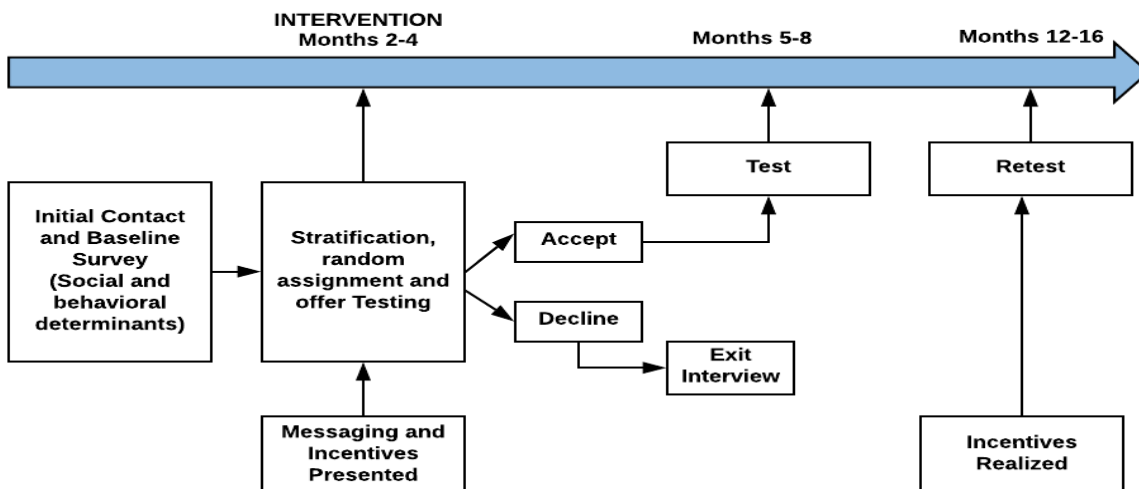 INTERVENTION
Months 2-4
Months 5-8
Months 12-16
Test
Retest
Initial Contact
and Baseline
Survey
(Social and
behavioral
determinants)
Stratification,
random
assignment and
offer Testing
Accept
Decline
Exit
Interview
Messaging and
Incentives
Presented
Incentives
Realized